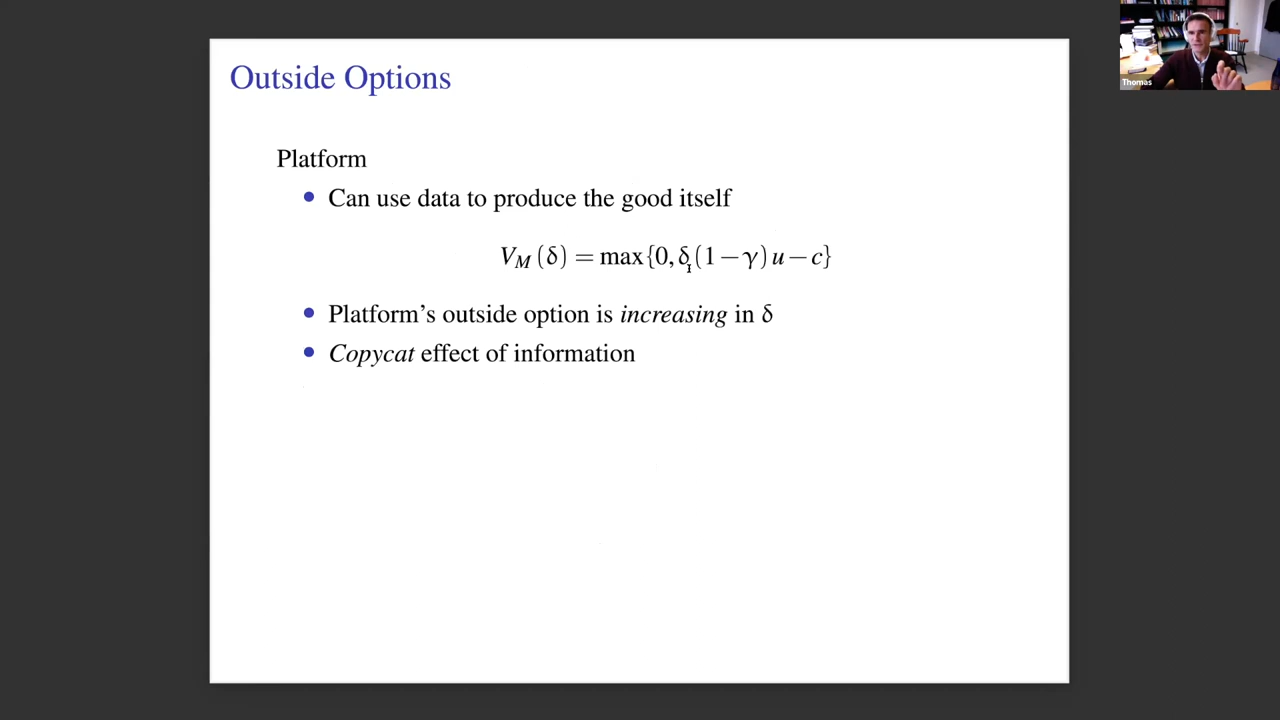 Outside Options
Thomas
Platform
• Can use data to produce the good itself
V_M (δ) = max{0, δ (1 − γ) u − c}
• Platform's outside option is increasing in δ
• Copycat effect of information